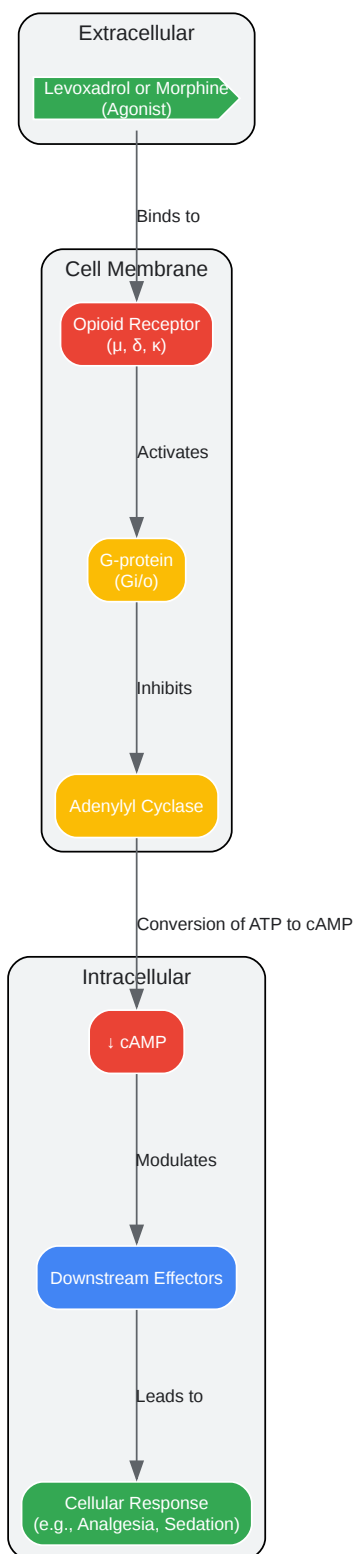 Extracellular
Levoxadrol or Morphine
(Agonist)
Binds to
Cell Membrane
Opioid Receptor
(μ, δ, κ)
Activates
G-protein
(Gi/o)
Inhibits
Adenylyl Cyclase
Conversion of ATP to cAMP
Intracellular
↓ cAMP
Modulates
Downstream Effectors
Leads to
Cellular Response
(e.g., Analgesia, Sedation)